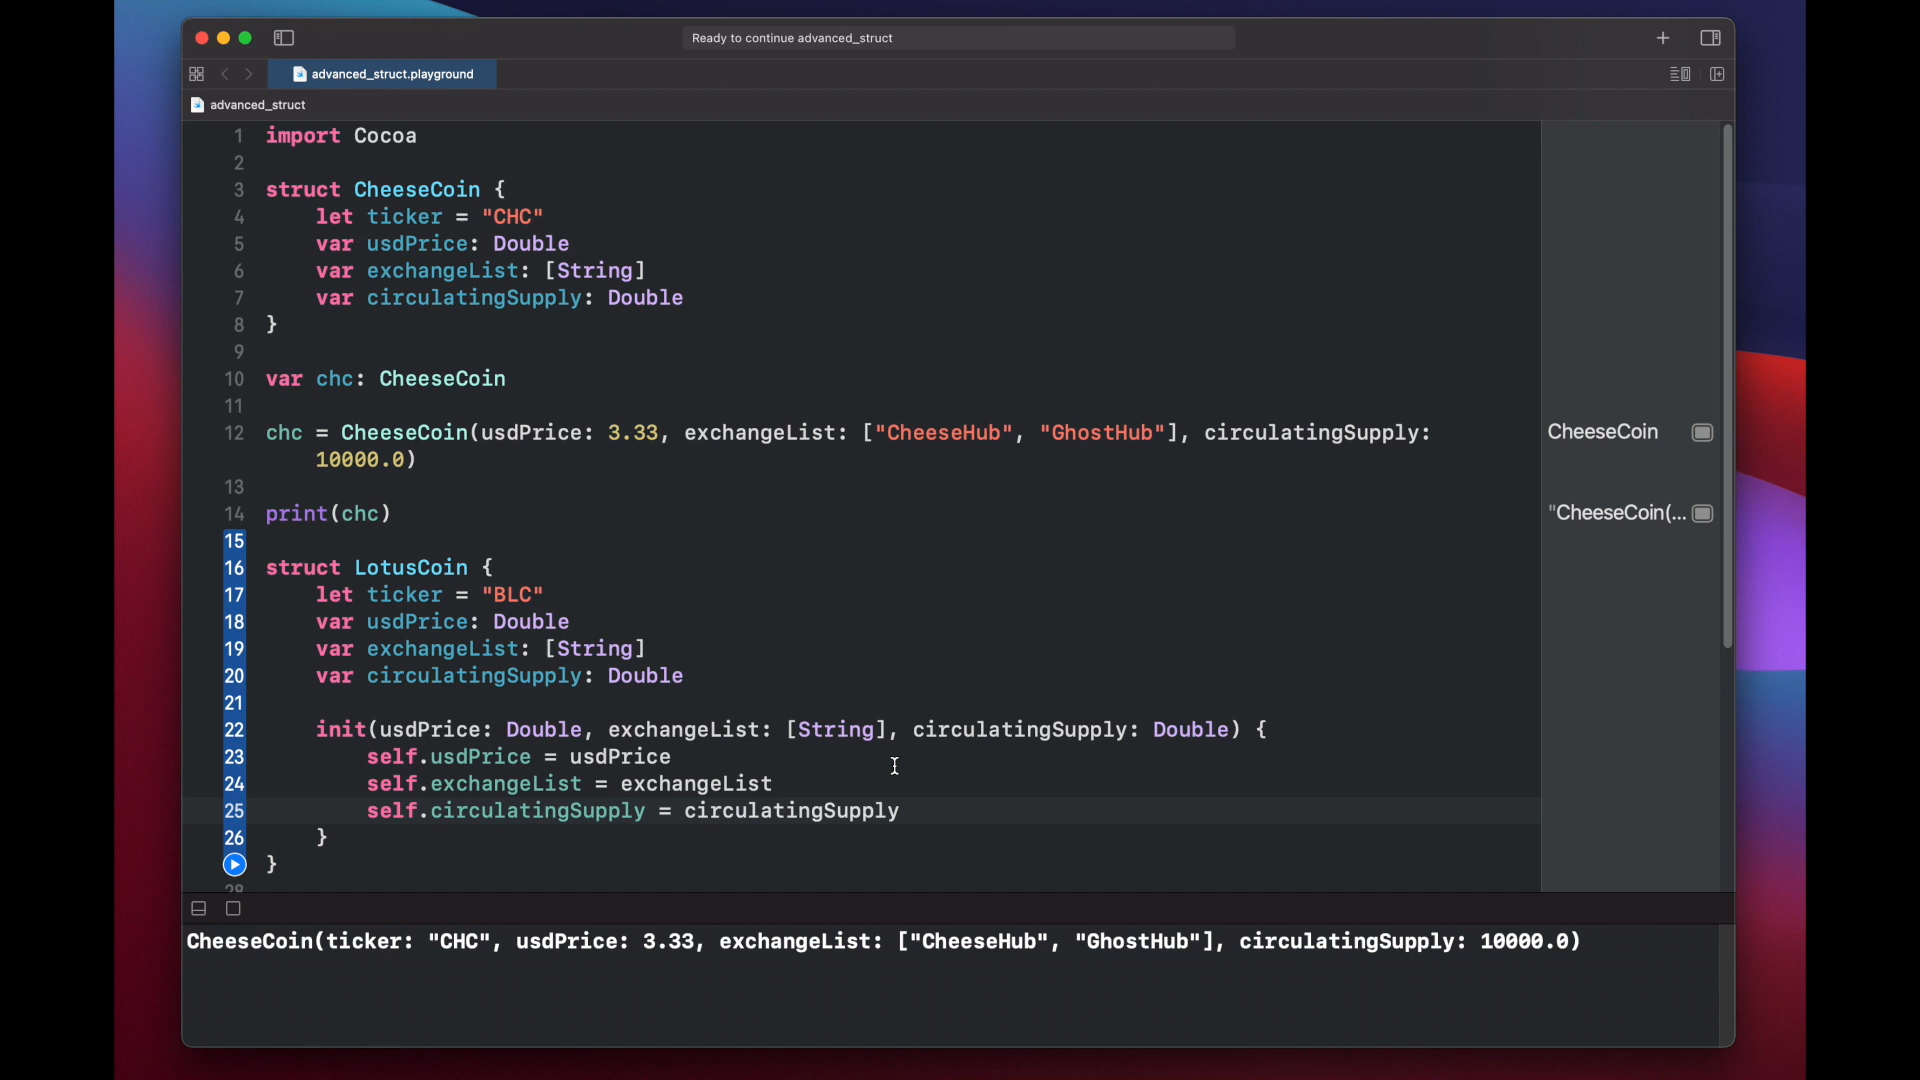 Ready to continue advanced_struct
advanced_struct.playground
advanced_struct
1 import Cocoa
2
3 struct CheeseCoin {
4     let ticker = "CHC"
5     var usdPrice: Double
6     var exchangeList: [String]
7     var circulatingSupply: Double
8 }
9
10 var chc: CheeseCoin
11
12 chc = CheeseCoin(usdPrice: 3.33, exchangeList: ["CheeseHub", "GhostHub"], circulatingSupply: CheeseCoin
10000.0)
13
14 print(chc) "CheeseCoin(...
15
16 struct LotusCoin {
17     let ticker = "BLC"
18     var usdPrice: Double
19     var exchangeList: [String]
20     var circulatingSupply: Double
21
22     init(usdPrice: Double, exchangeList: [String], circulatingSupply: Double) {
23         self.usdPrice = usdPrice
24         self.exchangeList = exchangeList
25         self.circulatingSupply = circulatingSupply
26     }
}
28
CheeseCoin(ticker: "CHC", usdPrice: 3.33, exchangeList: ["CheeseHub", "GhostHub"], circulatingSupply: 10000.0)